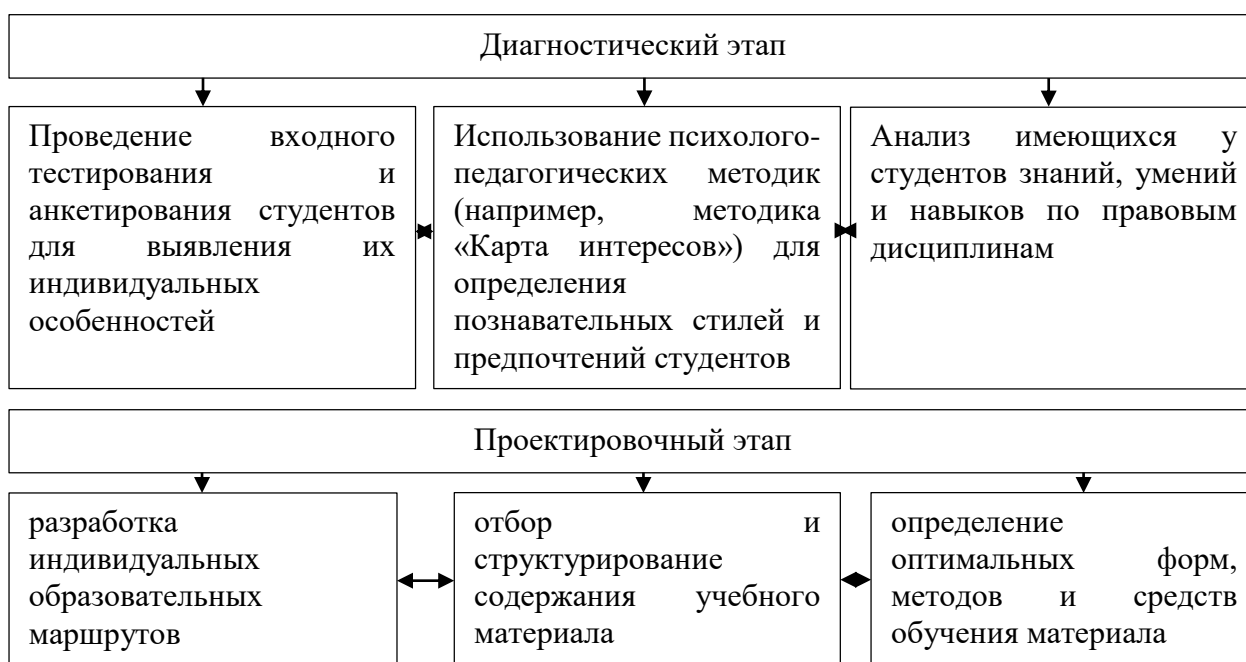 Диагностический этап
Проведение входного
тестирования и
анкетирования студентов
для выявления их
индивидуальных
особенностей
Использование психолого-
педагогических методик
(например, методика
«Карта интересов») для
определения
познавательных стилей и
предпочтений студентов
Анализ имеющихся у
студентов знаний, умений
и навыков по правовым
дисциплинам
Проектировочный этап
разработка
индивидуальных
образовательных
маршрутов
отбор и
структурирование
содержания учебного
материала
определение
оптимальных форм,
методов и средств
обучения материала